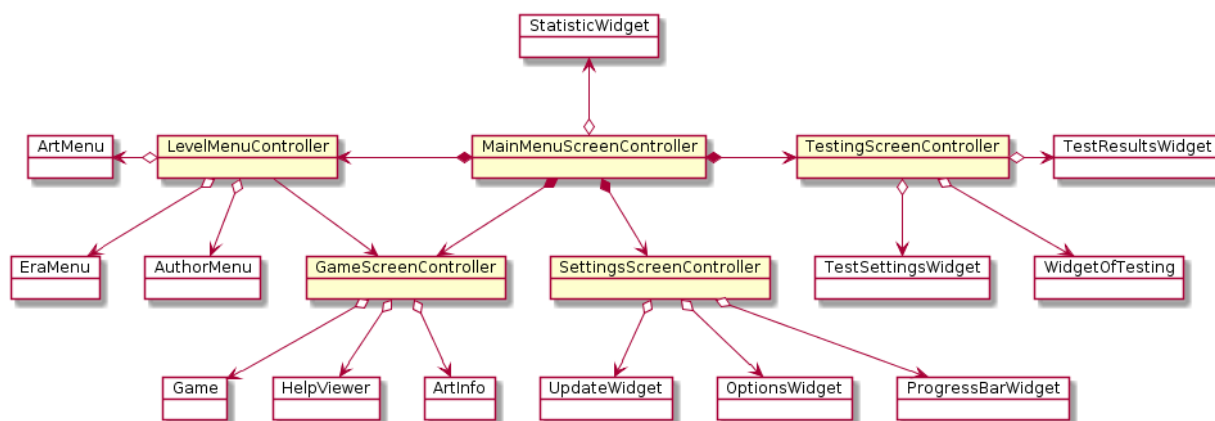 StatisticWidget
ArtMenu
LevelMenuController
MainMenuScreenController
TestingScreenController
TestResultsWidget
EraMenu
AuthorMenu
GameScreenController
SettingsScreenController
TestSettingsWidget
WidgetOfTesting
Game
HelpViewer
ArtInfo
UpdateWidget
OptionsWidget
ProgressBarWidget